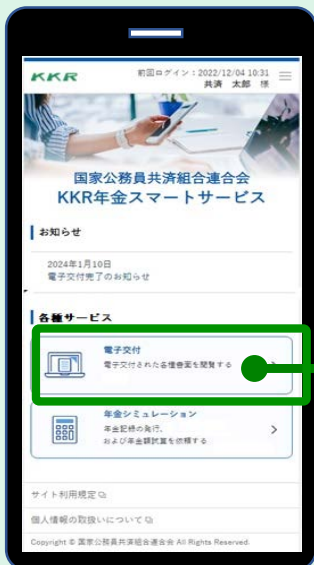 KKR
前回ログイン：2022/12/04 10:31
共済 太郎 様
国家公務員共済組合連合会
KKR年金スマートサービス
お知らせ
2024年1月10日
電子交付完了のお知らせ
各種サービス
電子交付
電子交付された各種書面を閲覧する
年金シミュレーション
年金記録の発行、
および年金額試算を依頼する
サイト利用規定
個人情報の取扱いについて
Copyright © 国家公務員共済組合連合会 All Rights Reserved.